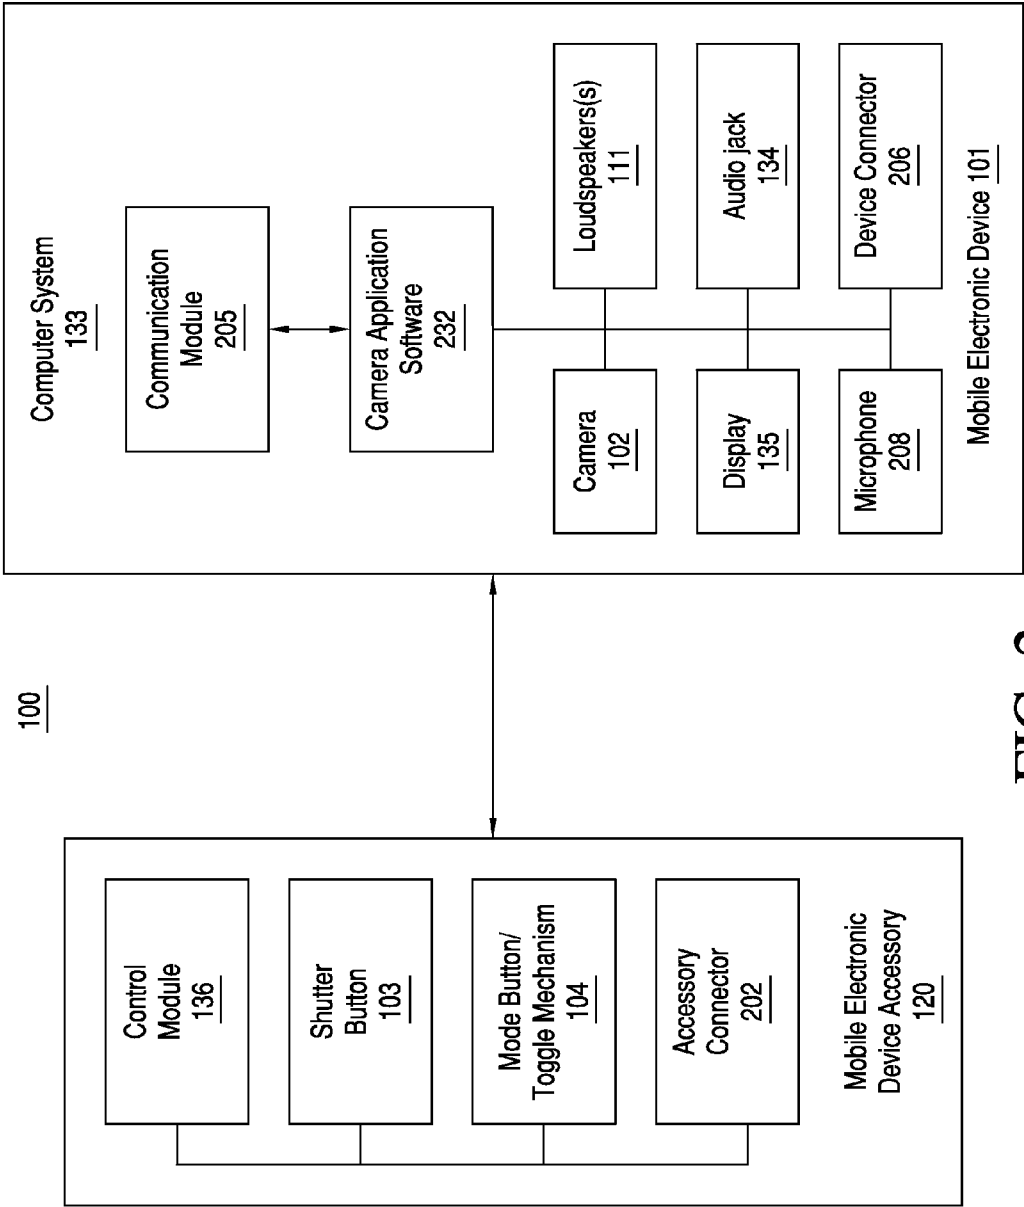 100
Control
Module
136
Shutter
Button
103
Mode Button/
Toggle Mechanism
104
Accessory
Connector
202
Mobile Electronic
Device Accessory
120
Computer System
133
Communication
Module
205
Camera Application
Software
232
Camera
102
Loudspeakers(s)
111
Display
135
Audio jack
134
Microphone
208
Device Connector
206
Mobile Electronic Device 101
FIG.